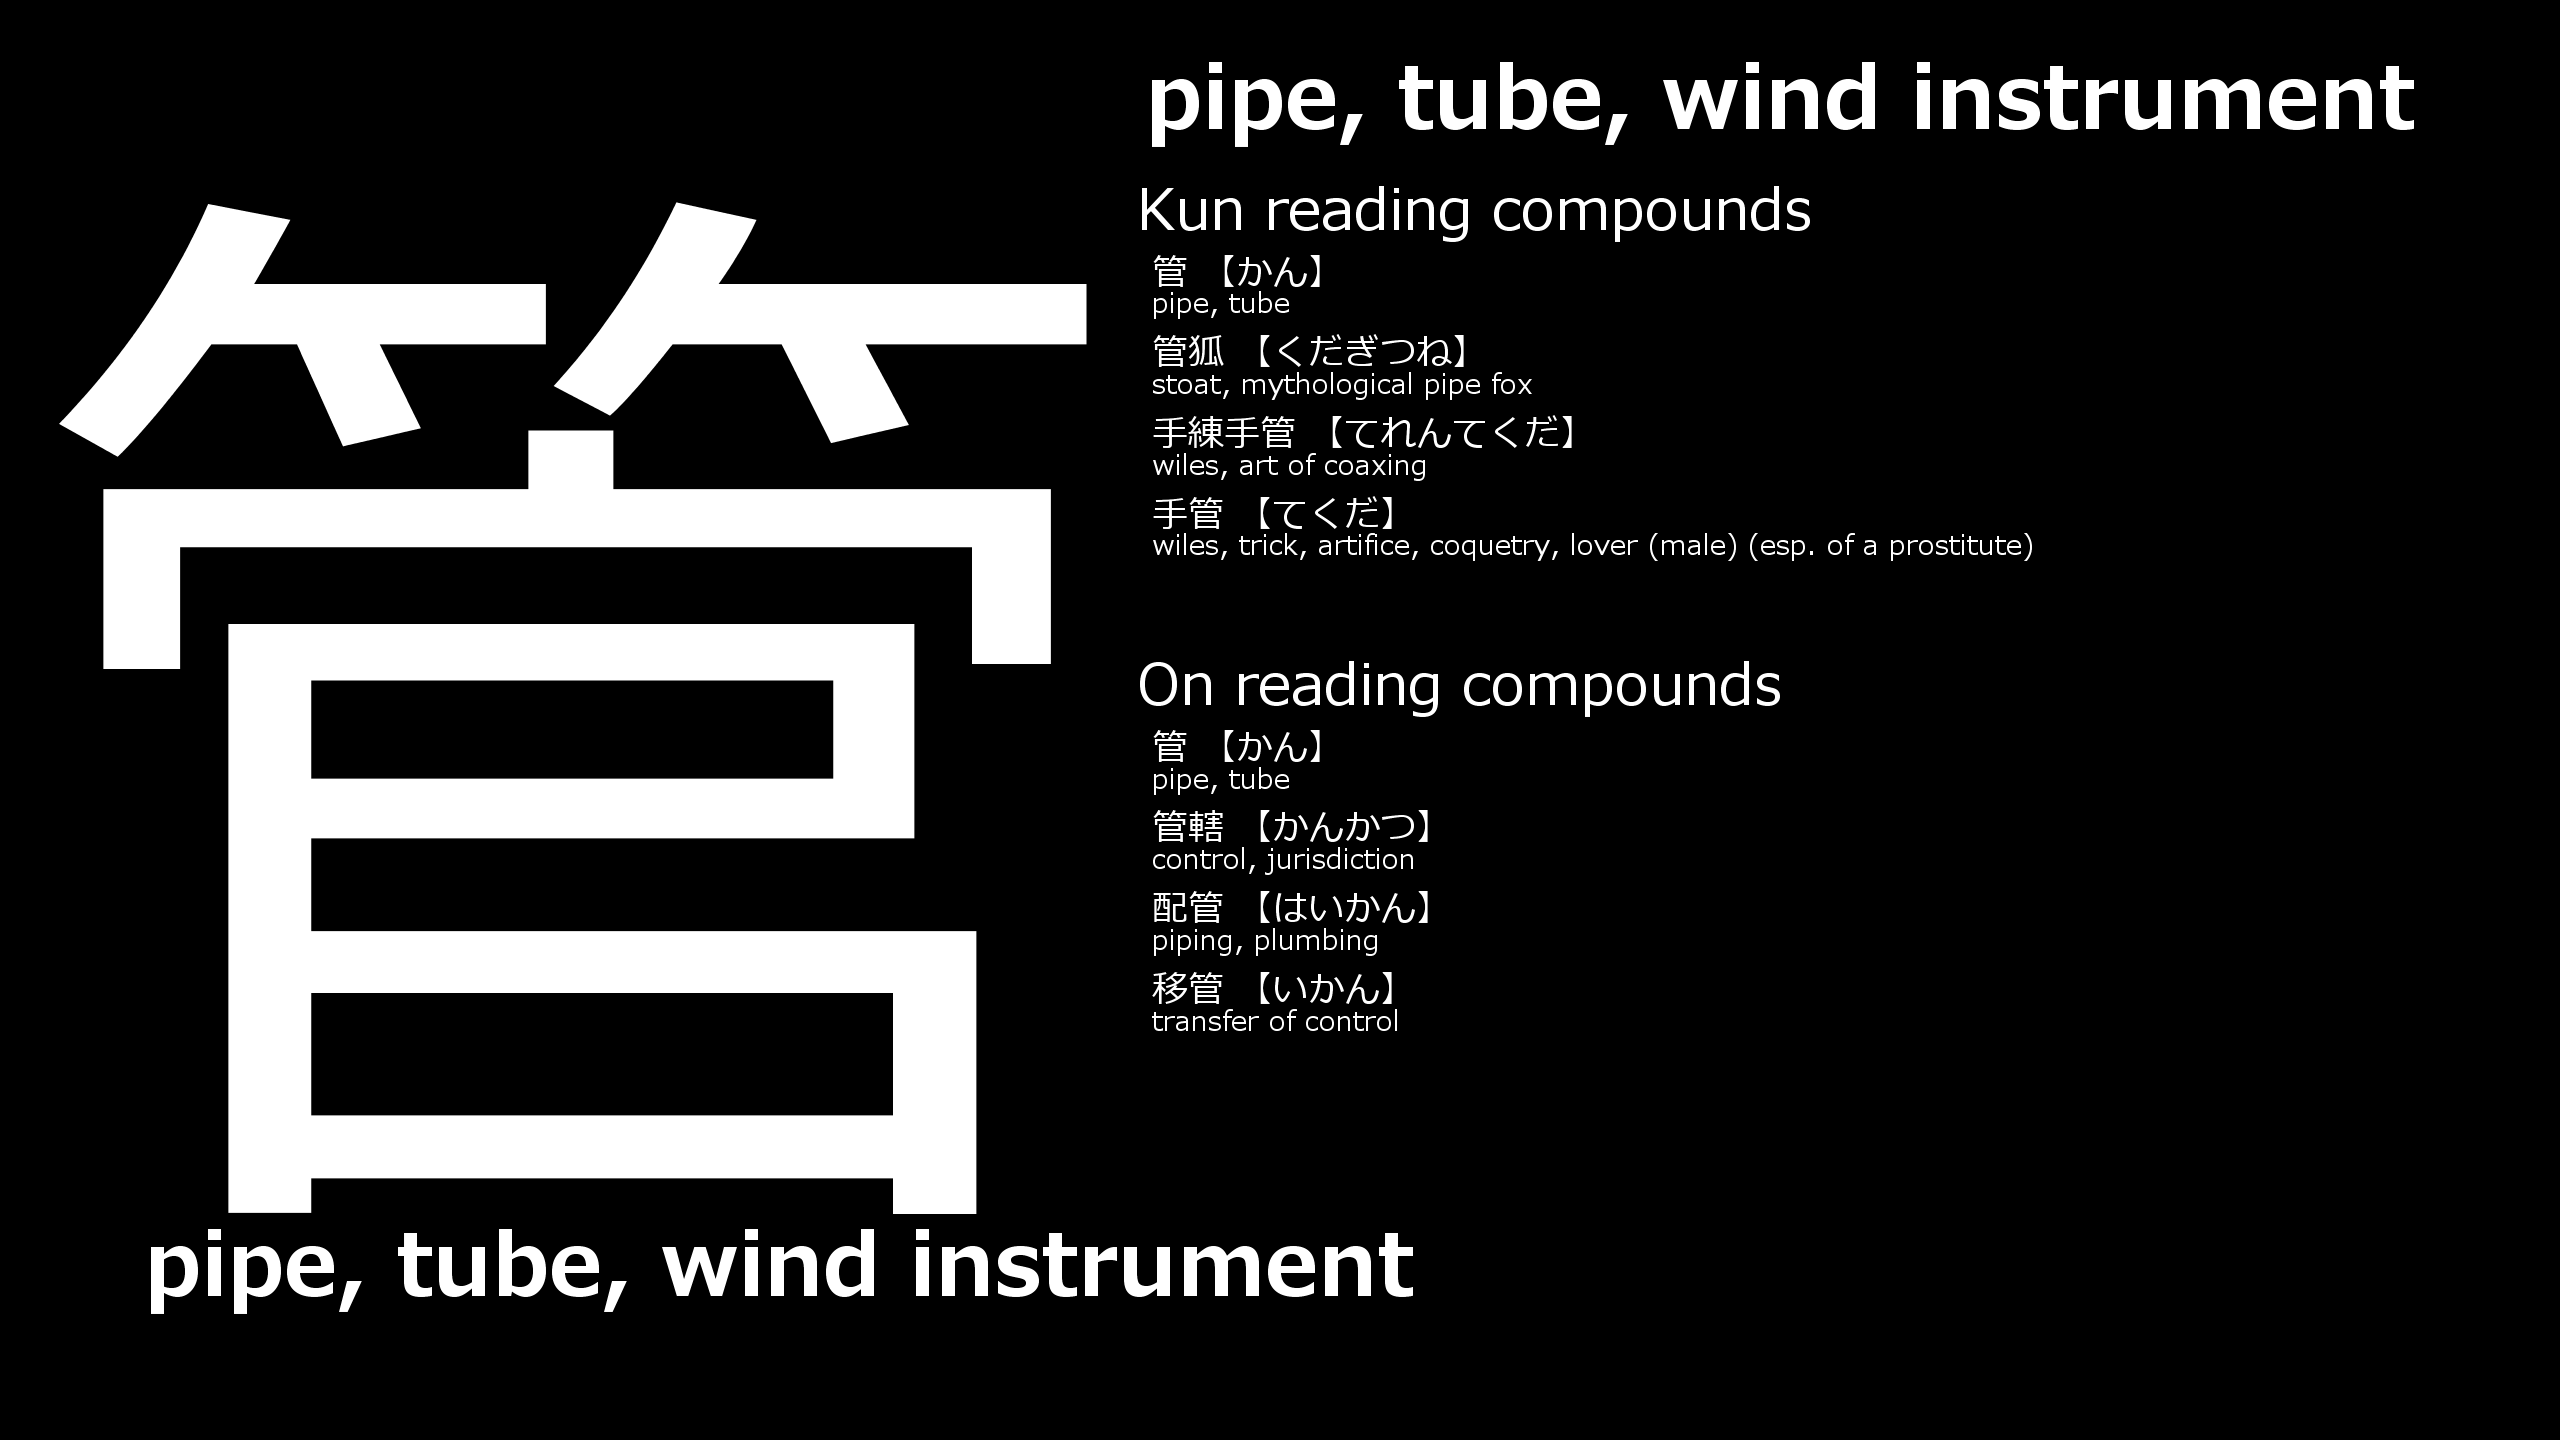 管
pipe, tube, wind instrument
pipe, tube, wind instrument
Kun reading compounds
管 【かん】
pipe, tube
管狐 【くだぎつね】
stoat, mythological pipe fox
手練手管 【てれんてくだ】
wiles, art of coaxing
手管 【てくだ】
wiles, trick, artifice, coquetry, lover (male) (esp. of a prostitute)
On reading compounds
管 【かん】
pipe, tube
管轄 【かんかつ】
control, jurisdiction
配管 【はいかん】
piping, plumbing
移管 【いかん】
transfer of control